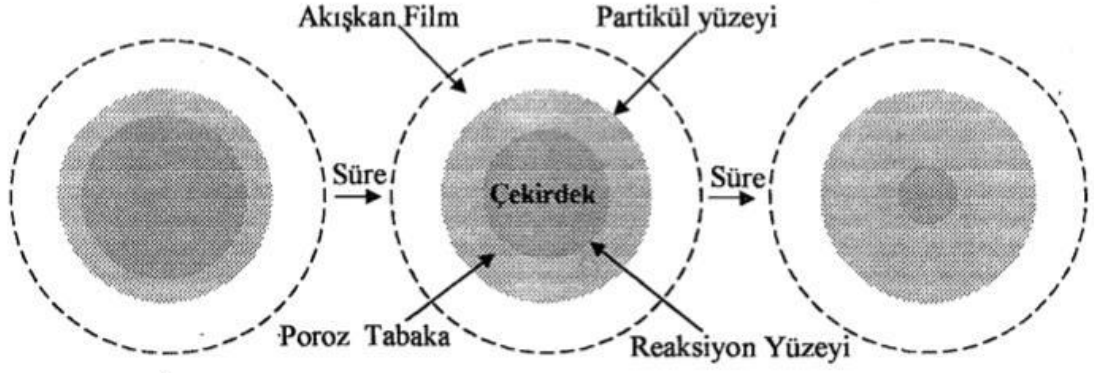 Akışkan Film
Partikül yüzeyi
Süre
Çekirdek
Süre
Poroz Tabaka
Reaksiyon Yüzeyi